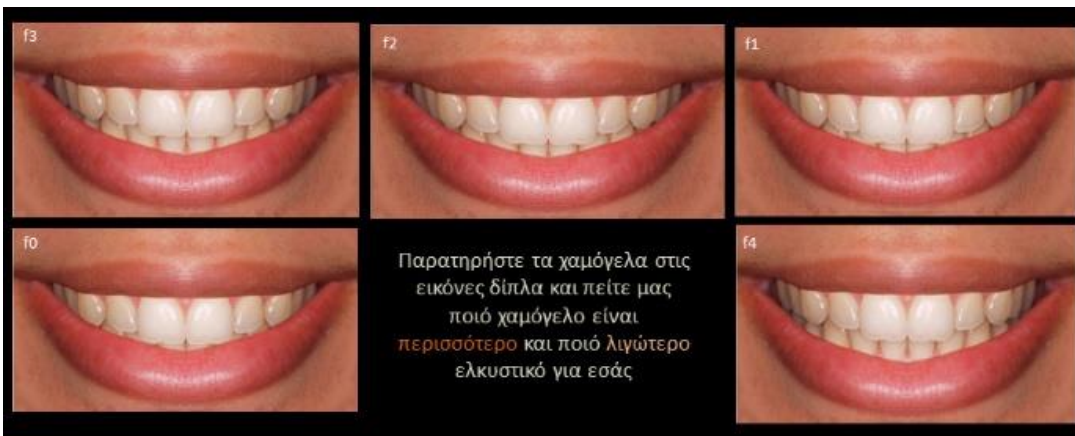 f3
f2
f1
f0
Παρατηρήστε τα χαμόγελα στις
εικόνες δίπλα και πείτε μας
ποιό χαμόγελο είναι
περισσότερο και ποιό λιγώτερο
ελκυστικό για εσάς
f4